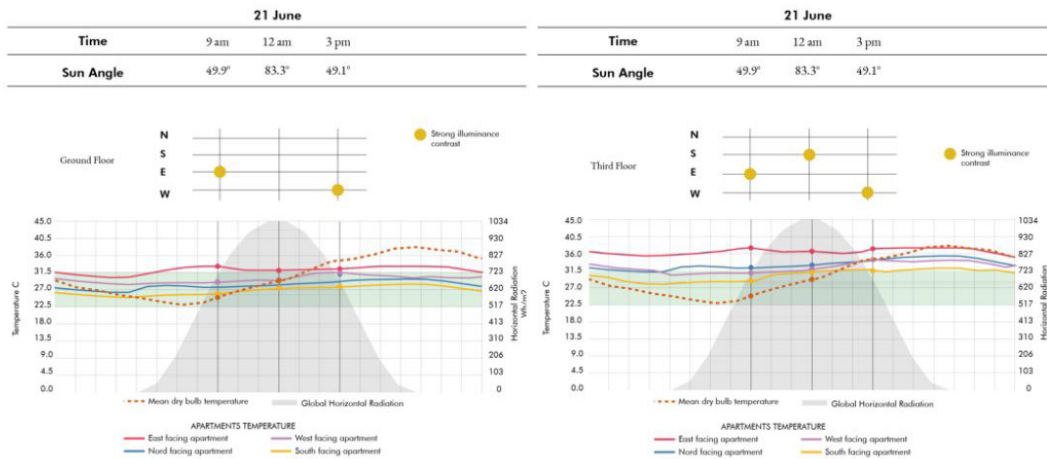 21 June
Time 9 am 12 am 3 pm
Sun Angle 49.9° 83.3° 49.1°
N
S
E
W
Ground Floor
Strong illuminance
contrast
45.0
40.5
36.0
31.5
27.0
22.5
18.0
13.5
9.0
4.5
0.0
Temperature C
1034
930
827
723
620
517
413
310
206
103
0
Horizontal Radiation
Wh/m2
Mean dry bulb temperature
Global Horizontal Radiation
APARTMENTS TEMPERATURE
East facing apartment
West facing apartment
Nord facing apartment
South facing apartment
21 June
Time 9 am 12 am 3 pm
Sun Angle 49.9° 83.3° 49.1°
N
S
E
W
Third Floor
Strong illuminance
contrast
45.0
40.5
36.0
31.5
27.0
22.5
18.0
13.5
9.0
4.5
0.0
Temperature C
1034
930
827
723
620
517
413
310
206
103
0
Horizontal Radiation
Wh/m2
Mean dry bulb temperature
Global Horizontal Radiation
APARTMENTS TEMPERATURE
East facing apartment
West facing apartment
Nord facing apartment
South facing apartment